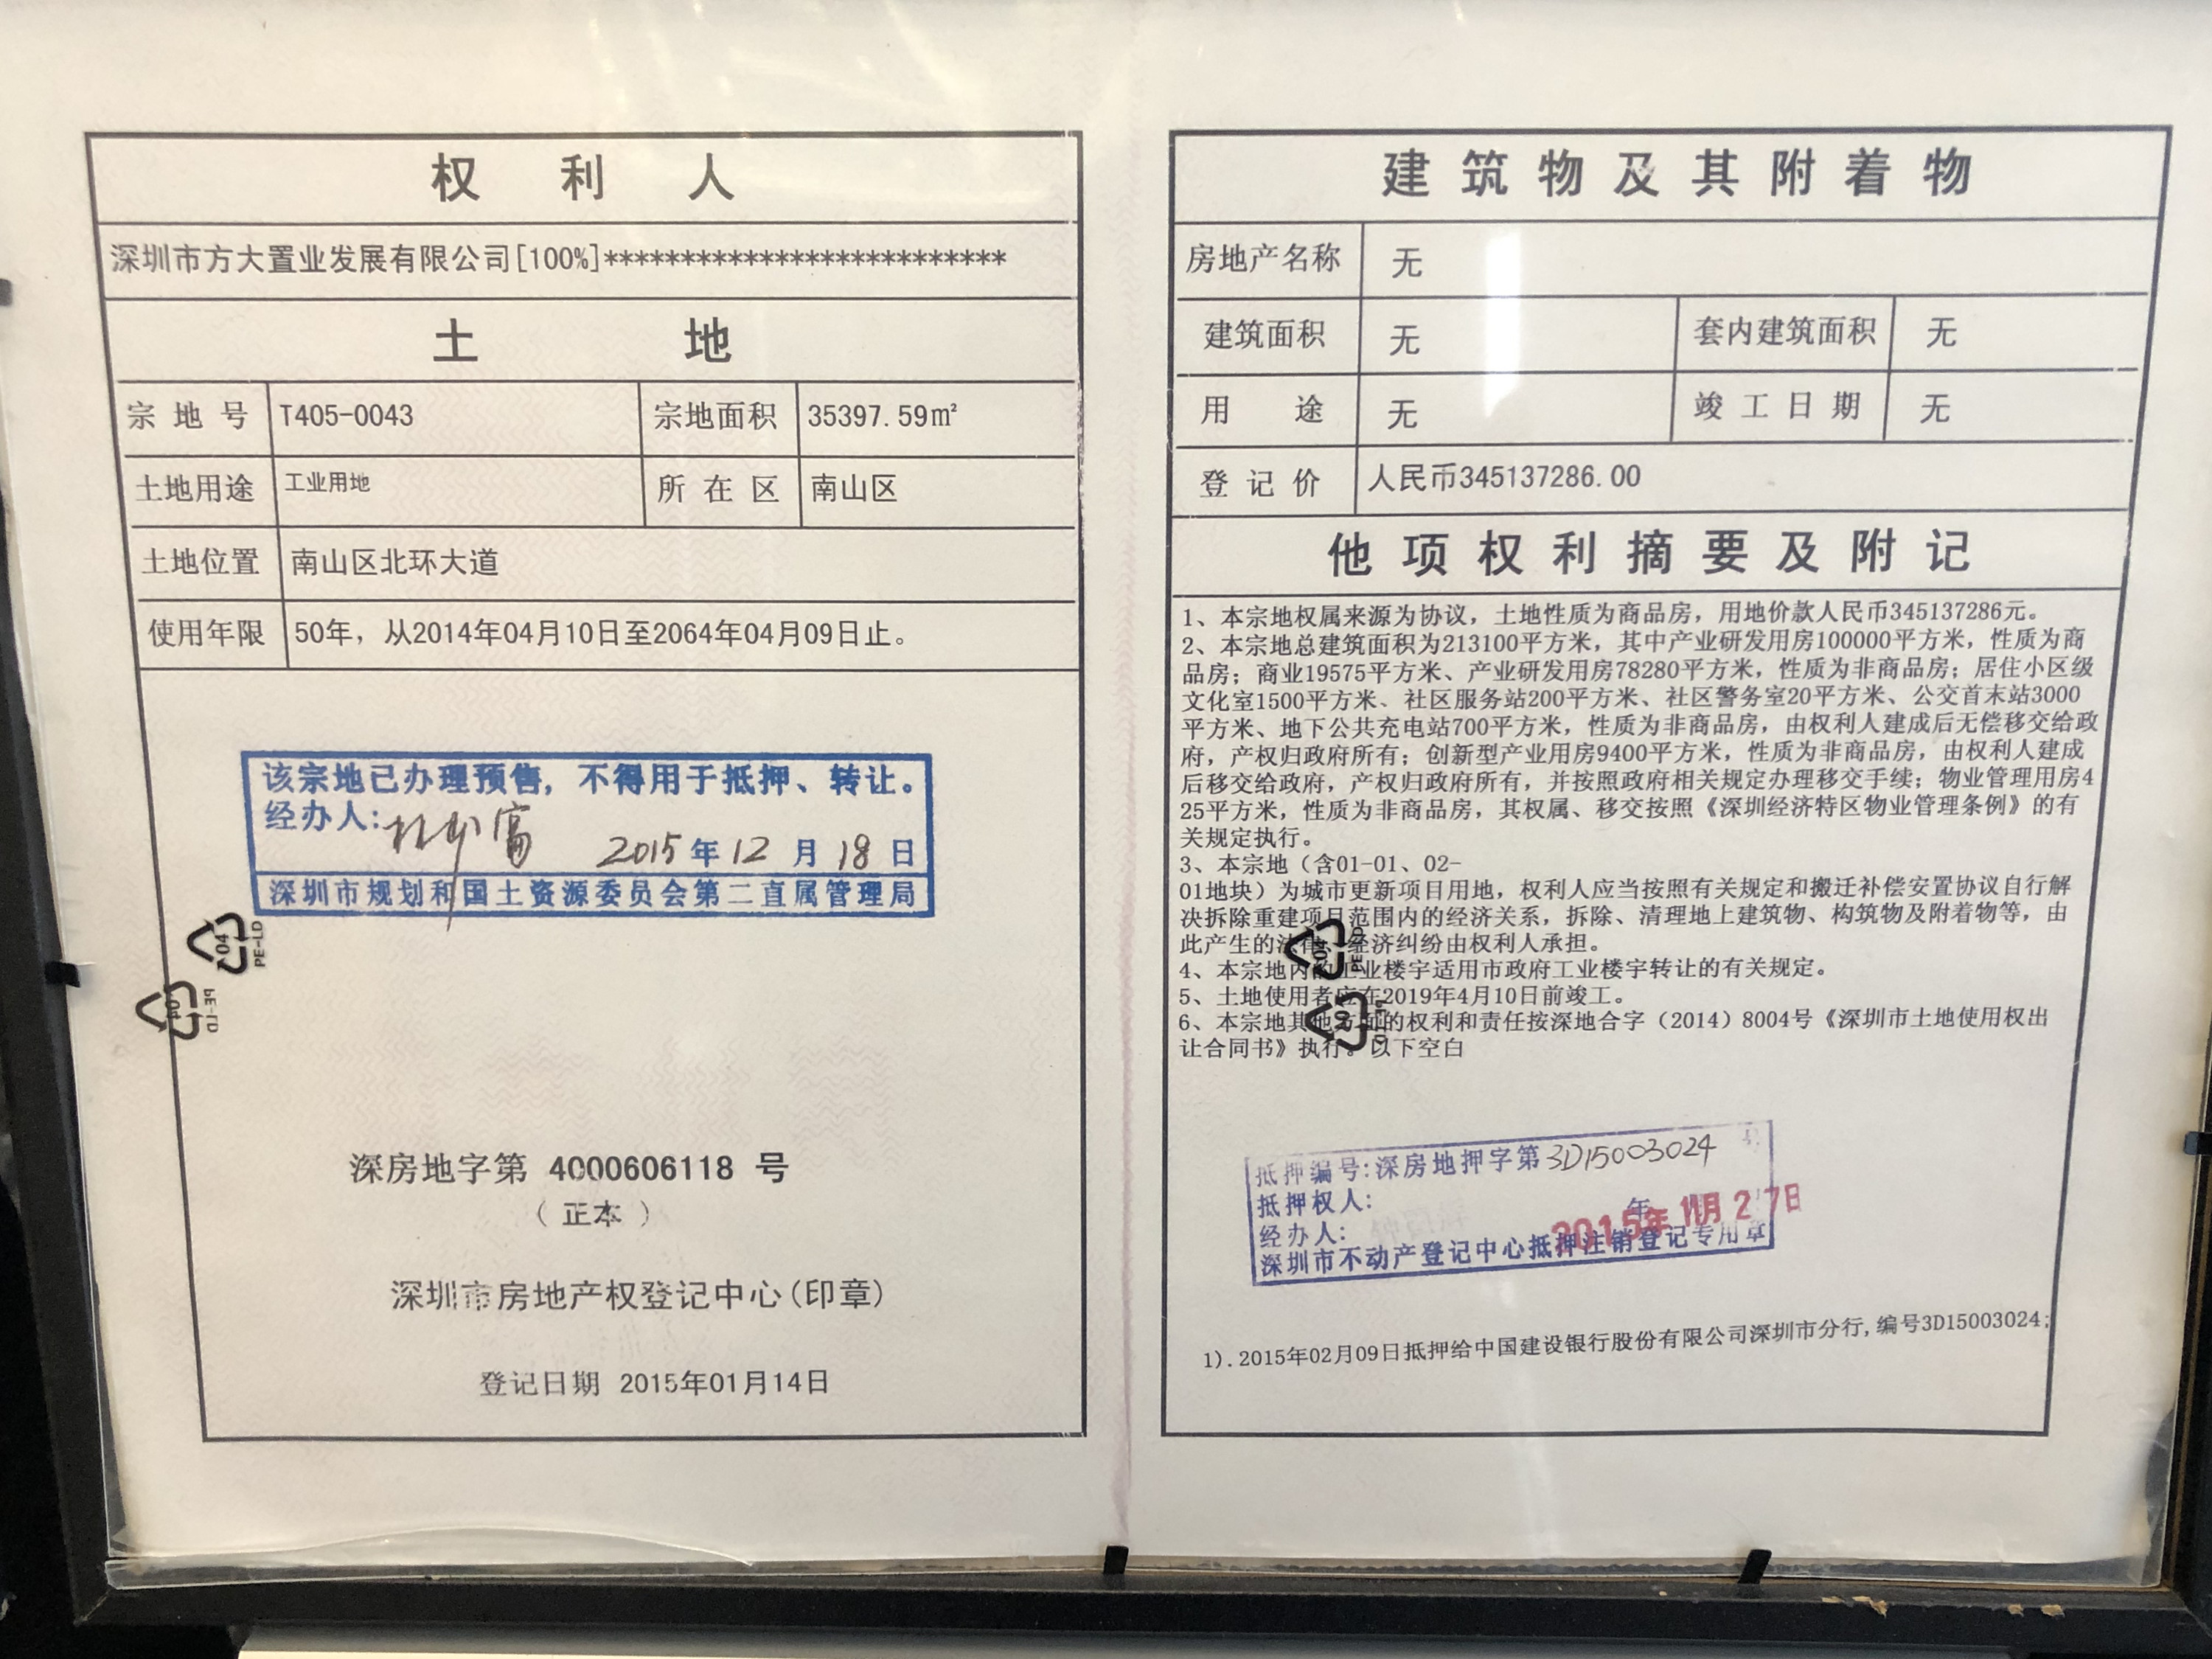 权利人
深圳市方大置业发展有限公司[100%]**************************
土地
宗地号 T405-0043 宗地面积 35397.59㎡
土地用途 工业用地 所在区 南山区
土地位置 南山区北环大道
使用年限 50年，从2014年04月10日至2064年04月09日止。
该宗地已办理预售，不得用于抵押、转让。
经办人:
2015年12月18日
深圳市规划和国土资源委员会第二直属管理局
04 PE-LD
04 PE-LD
深房地字第 4000606118 号
（正本）
深圳市房地产权登记中心(印章)
登记日期 2015年01月14日
建筑物及其附着物
房地产名称 无
建筑面积 无 套内建筑面积 无
用途 无 竣工日期 无
登记价 人民币345137286.00
他项权利摘要及附记
1、本宗地权属来源为协议，土地性质为商品房，用地价款人民币345137286元。
2、本宗地总建筑面积为213100平方米，其中产业研发用房100000平方米，性质为商
品房；商业19575平方米、产业研发用房78280平方米，性质为非商品房；居住小区级
文化室1500平方米、社区服务站200平方米、社区警务室20平方米、公交首末站3000
平方米、地下公共充电站700平方米，性质为非商品房，由权利人建成后无偿移交给政
府，产权归政府所有；创新型产业用房9400平方米，性质为非商品房，由权利人建成
后移交给政府，产权归政府所有，并按照政府相关规定办理移交手续；物业管理用房4
25平方米，性质为非商品房，其权属、移交按照《深圳经济特区物业管理条例》的有
关规定执行。
3、本宗地（含01-01、02-
01地块）为城市更新项目用地，权利人应当按照有关规定和搬迁补偿安置协议自行解
决拆除重建项目范围内的经济关系，拆除、清理地上建筑物、构筑物及附着物等，由
此产生的法律、经济纠纷由权利人承担。
4、本宗地内的工业楼宇适用市政府工业楼宇转让的有关规定。
5、土地使用者应在2019年4月10日前竣工。
6、本宗地其他方面的权利和责任按深地合字（2014）8004号《深圳市土地使用权出
让合同书》执行。以下空白
04 PE-LD
04
抵押编号:深房地押字第3D15003024号
抵押权人:
经办人:
年
2015年11月27日
深圳市不动产登记中心抵押注销登记专用章
1).2015年02月09日抵押给中国建设银行股份有限公司深圳市分行,编号3D15003024;